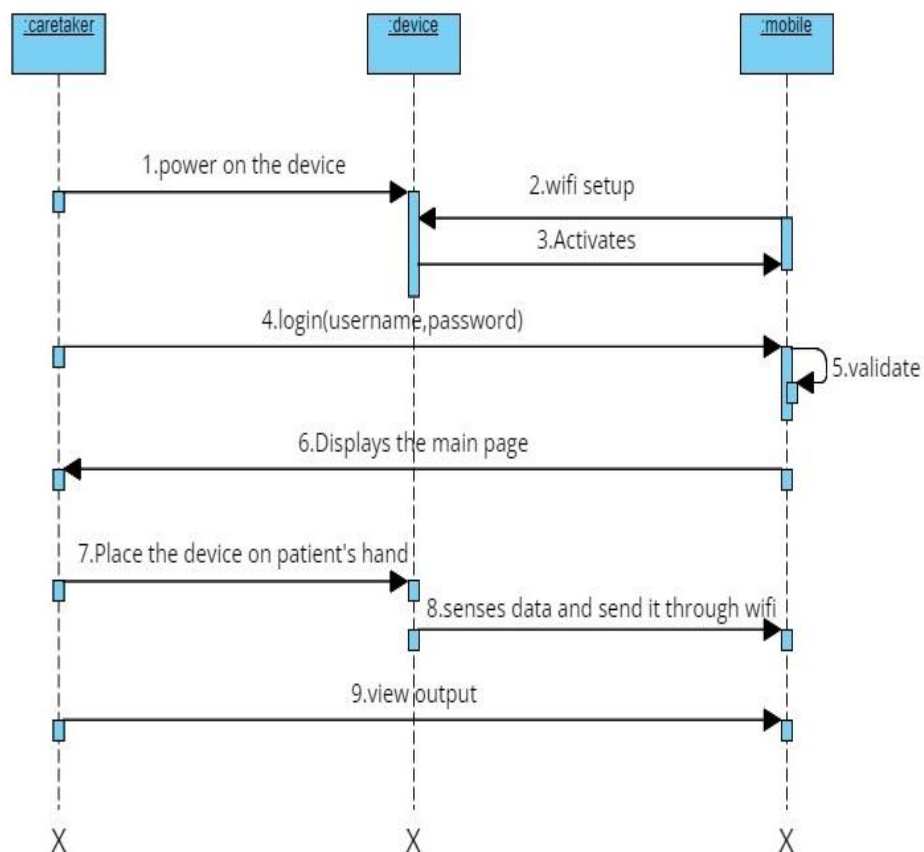 :caretaker
:device
:mobile
1.power on the device
2.wifi setup
3.Activates
4.login(username,password)
5.validate
6.Displays the main page
7.Place the device on patient's hand
8.senses data and send it through wifi
9.view output
X
X
X